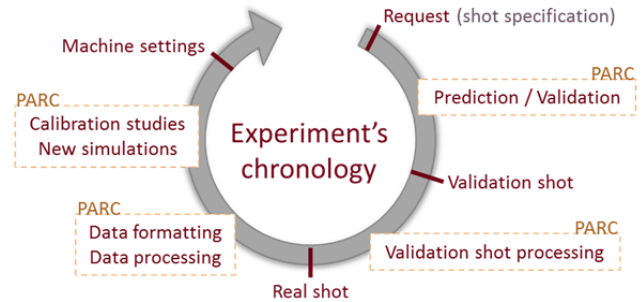 Request (shot specification)
Machine settings
PARC
Prediction / Validation
PARC
Calibration studies
New simulations
Experiment's
chronology
Validation shot
PARC
Data formatting
Data processing
PARC
Validation shot processing
Real shot